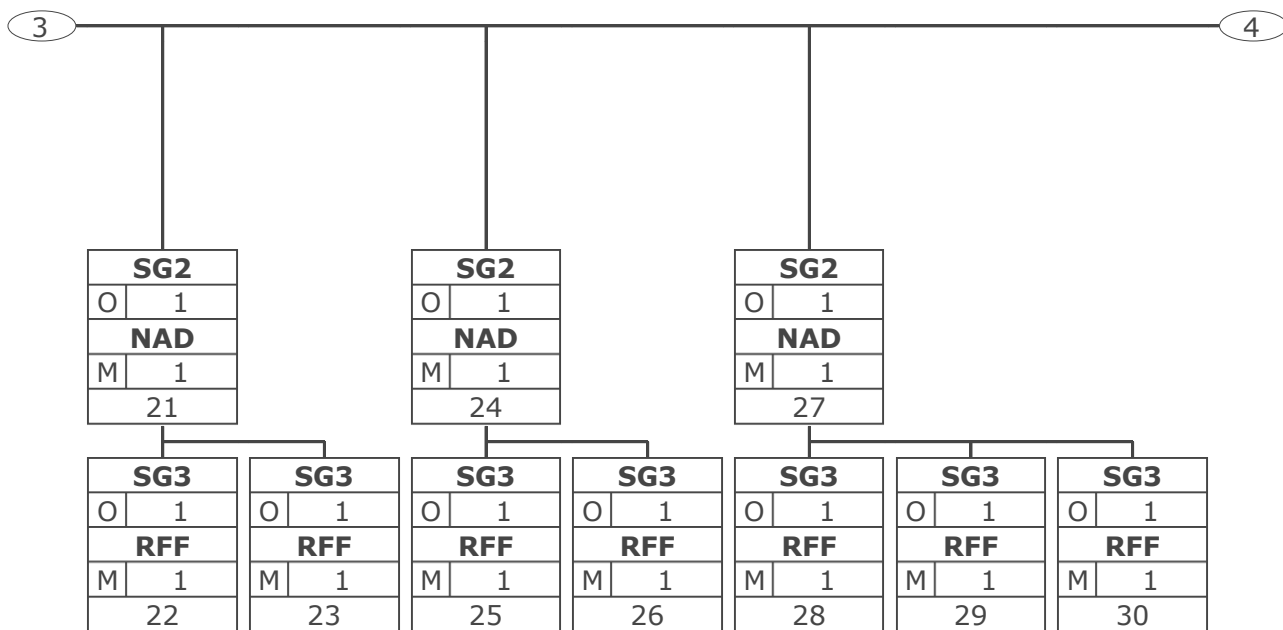 3 4
SG2 SG2 SG2
O 1 O 1 O 1
NAD NAD NAD
M 1 M 1 M 1
21 24 27
SG3 SG3 SG3 SG3 SG3 SG3 SG3
O 1 O 1 O 1 O 1 O 1 O 1 O 1
RFF RFF RFF RFF RFF RFF RFF
M 1 M 1 M 1 M 1 M 1 M 1 M 1
22 23 25 26 28 29 30